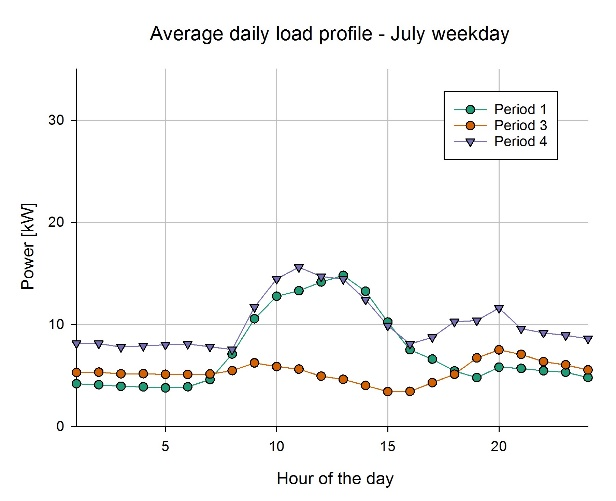 Average daily load profile - July weekday
Period 1
Period 3
Period 4
30
20
10
0
Power [kW]
5
10
15
20
Hour of the day